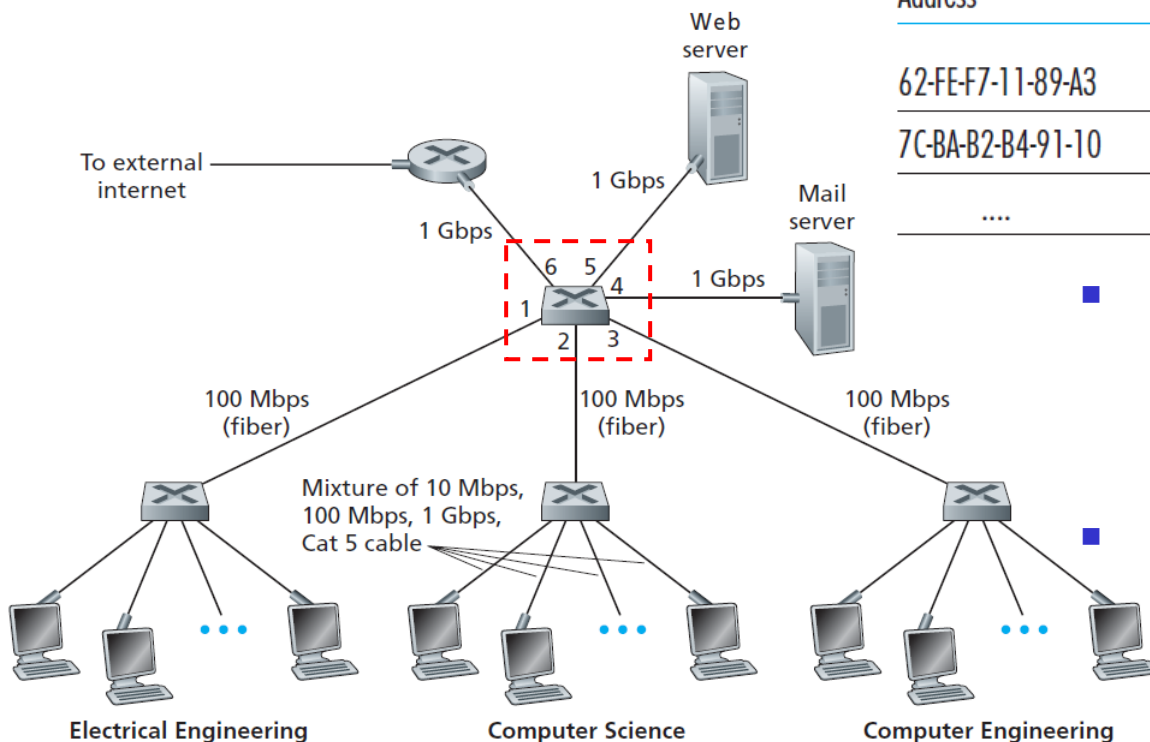 Address
62-FE-F7-11-89-A3
7C-BA-B2-B4-91-10
....
Web
server
To external
internet
1 Gbps
Mail
server
1 Gbps
6
5
4
1 Gbps
1
2
3
100 Mbps
(fiber)
100 Mbps
(fiber)
100 Mbps
(fiber)
Mixture of 10 Mbps,
100 Mbps, 1 Gbps,
Cat 5 cable
Electrical Engineering
Computer Science
Computer Engineering